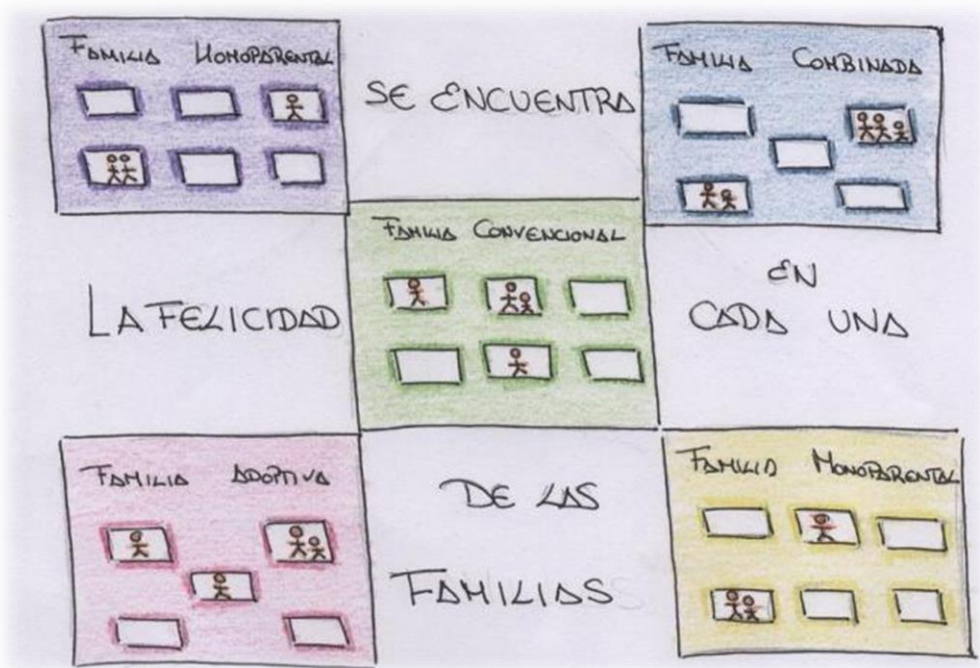 FAMILIA HOMOPARENTAL
SE ENCUENTRA
FAMILIA COMBINADA
LA FELICIDAD
FAMILIA CONVENCIONAL
EN
CADA UNA
FAMILIA ADOPTIVA
DE LAS
FAMILIAS
FAMILIA MONOPARENTAL